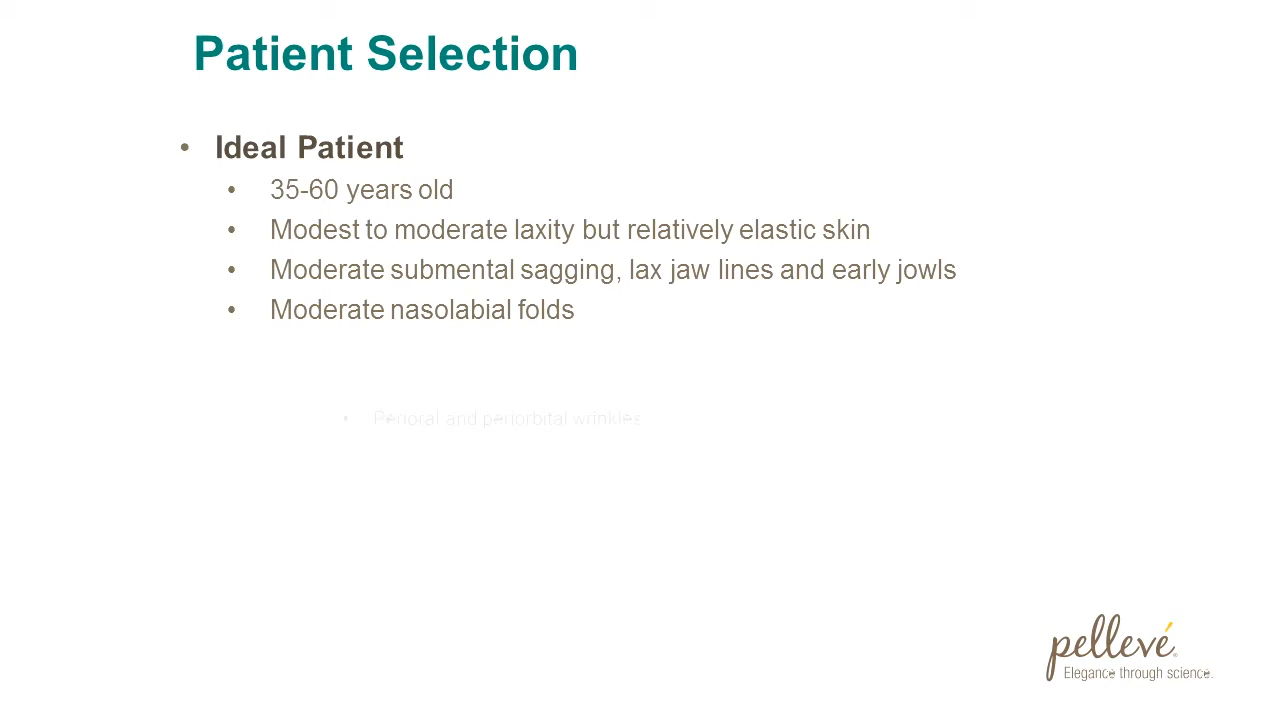 Patient Selection
• Ideal Patient
• 35-60 years old
• Modest to moderate laxity but relatively elastic skin
• Moderate submental sagging, lax jaw lines and early jowls
• Moderate nasolabial folds
• Perioral and periorbital wrinkles
pellevé®
Elegance through science.